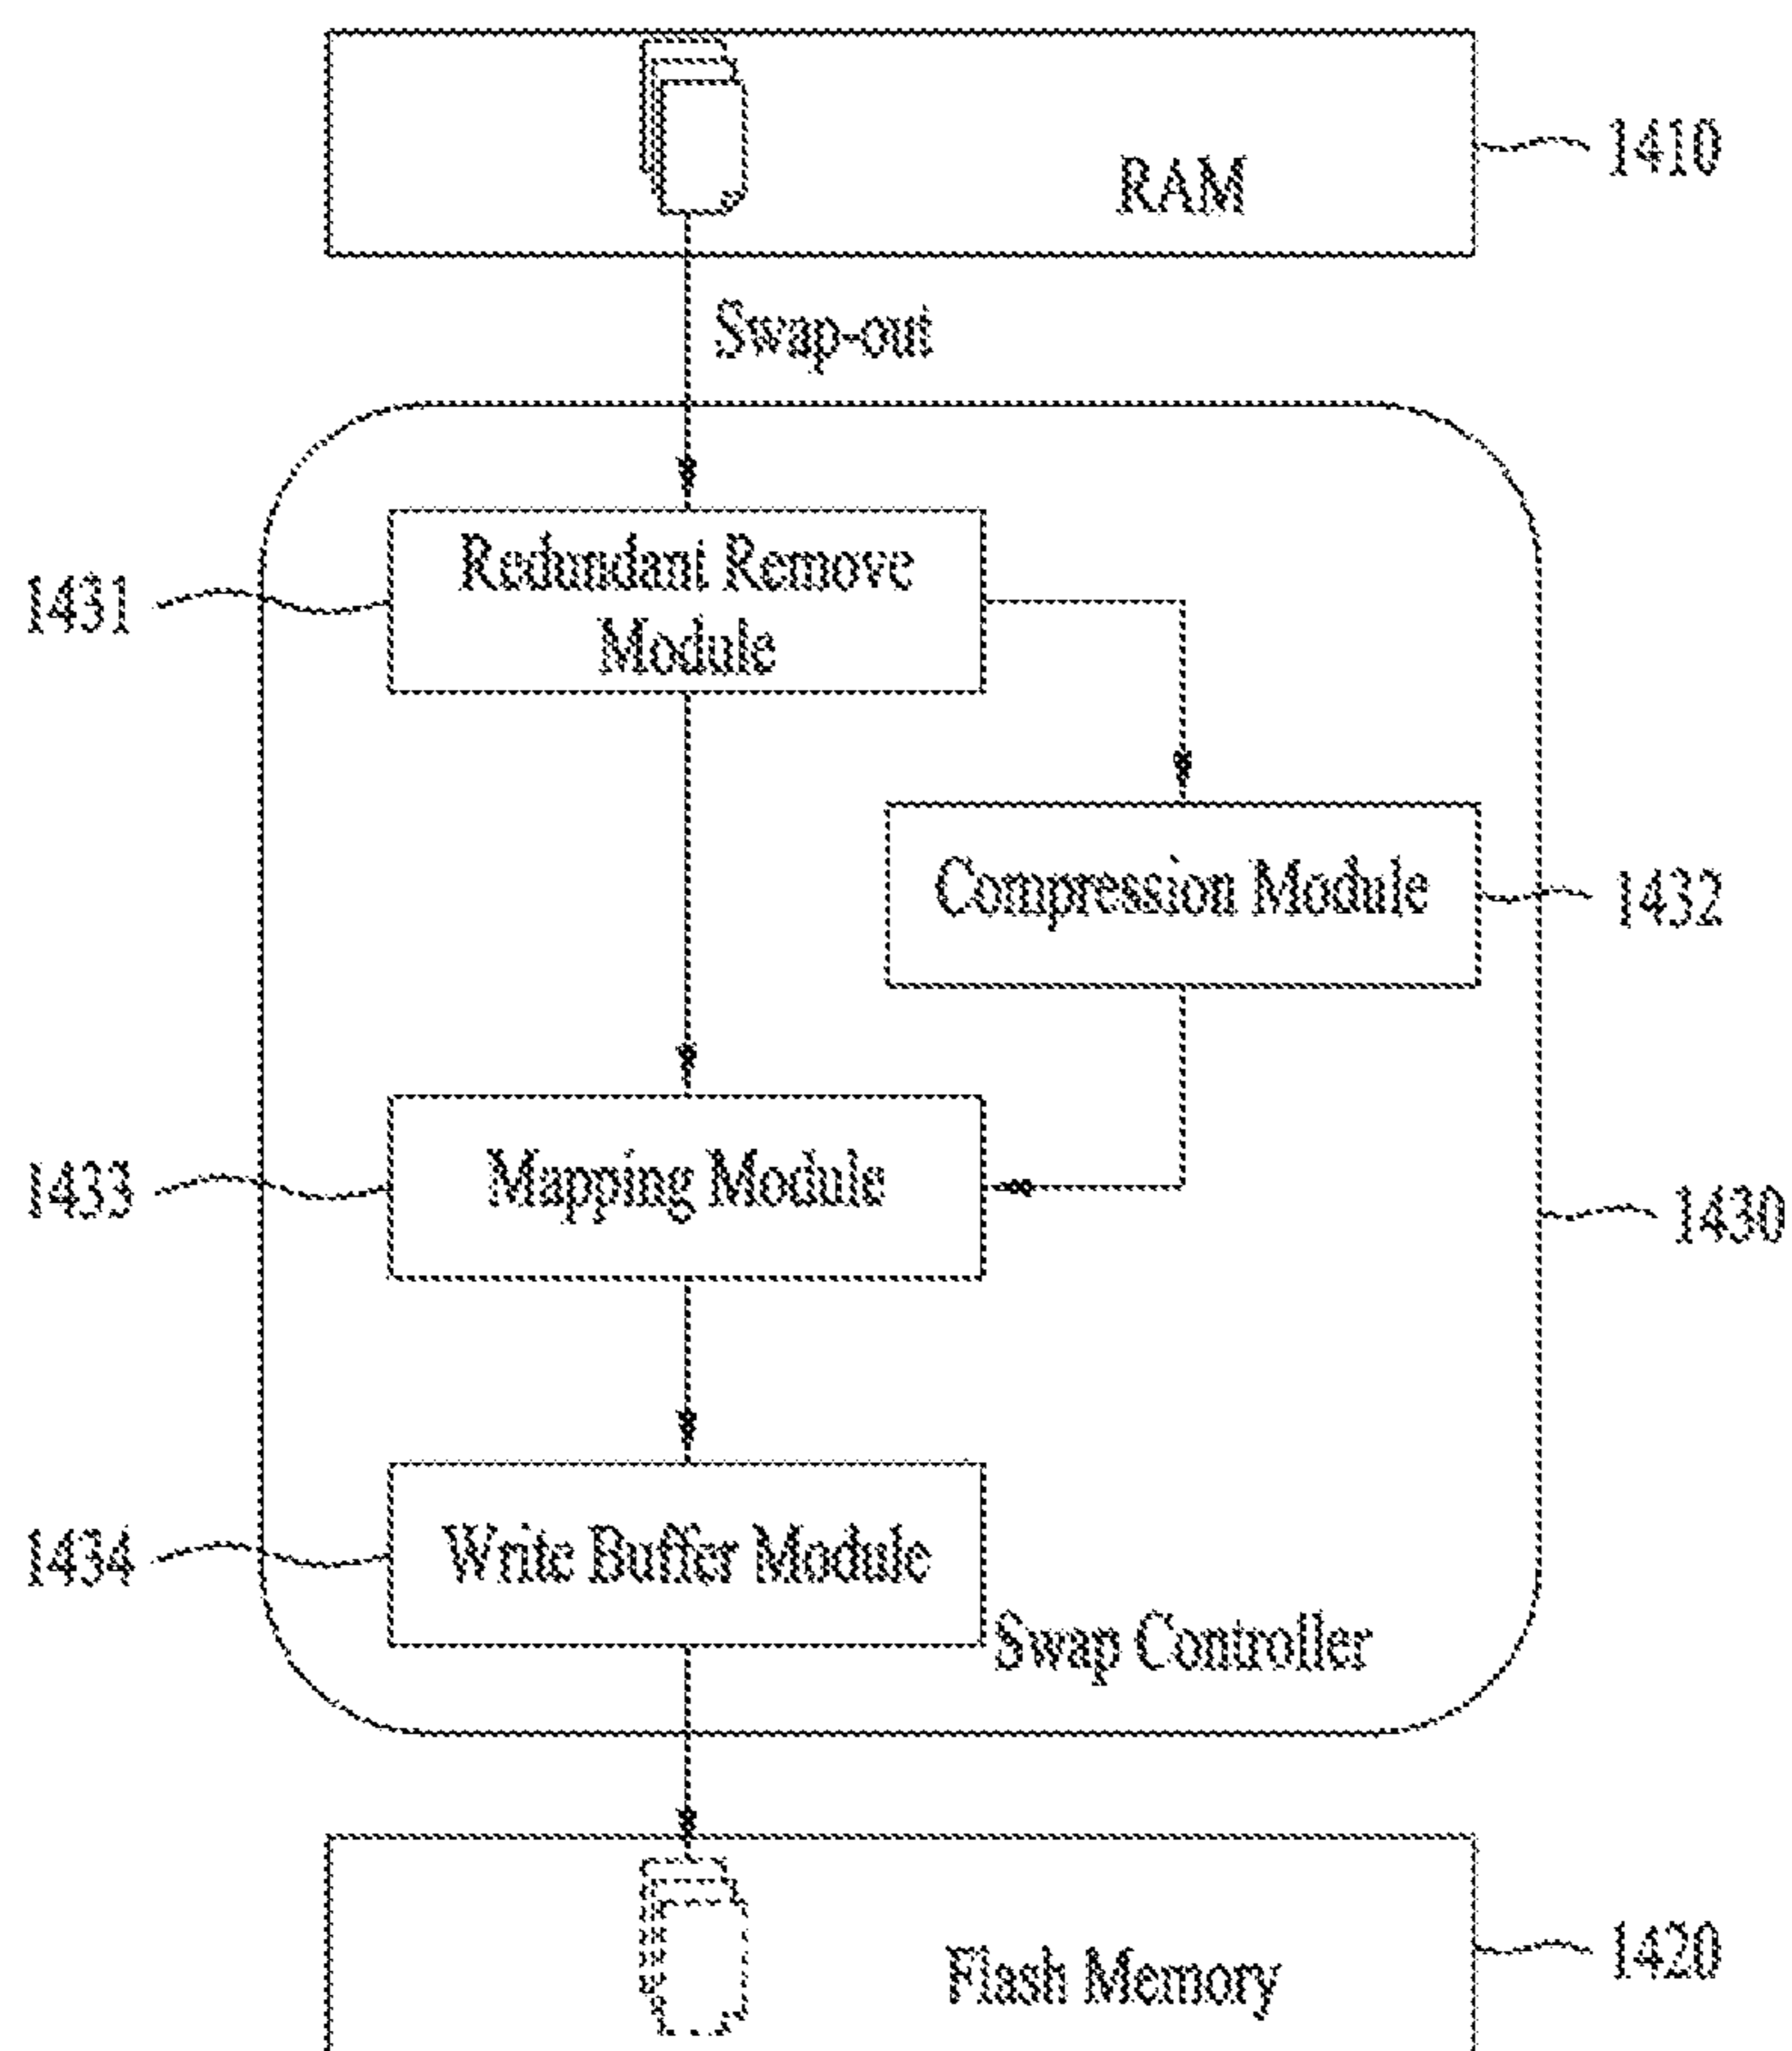 RAM
1410
Swap-out
Redundant Remove
Module
1431
Compression Module
1432
Mapping Module
1433
1430
Write Buffer Module
1434
Swap Controller
Flash Memory
1420